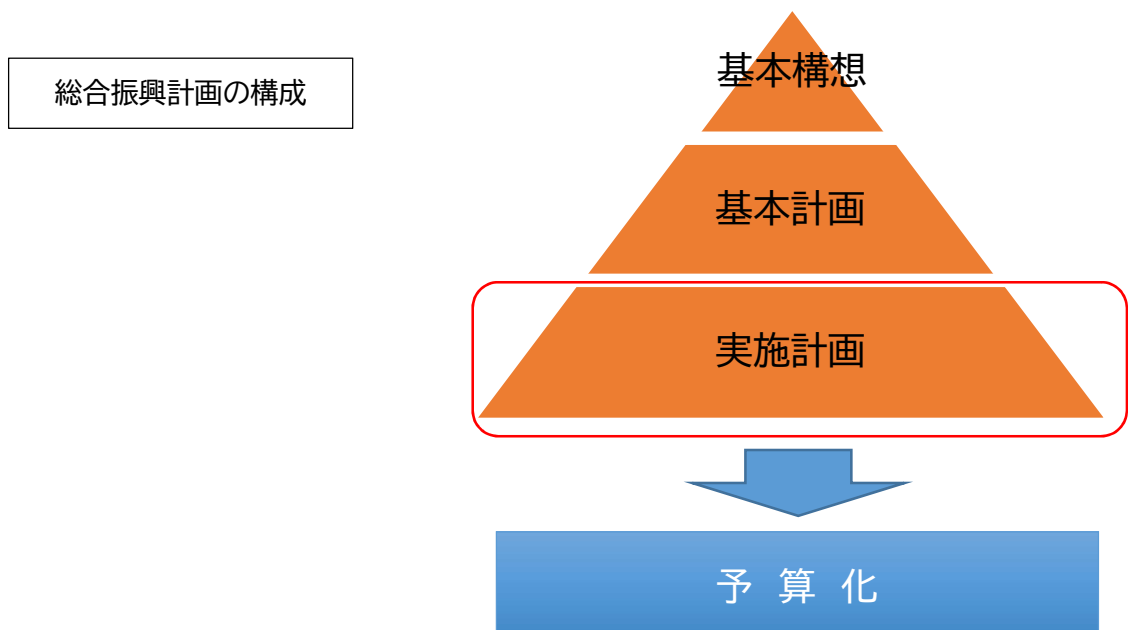 総合振興計画の構成
基本構想
基本計画
実施計画
予 算 化